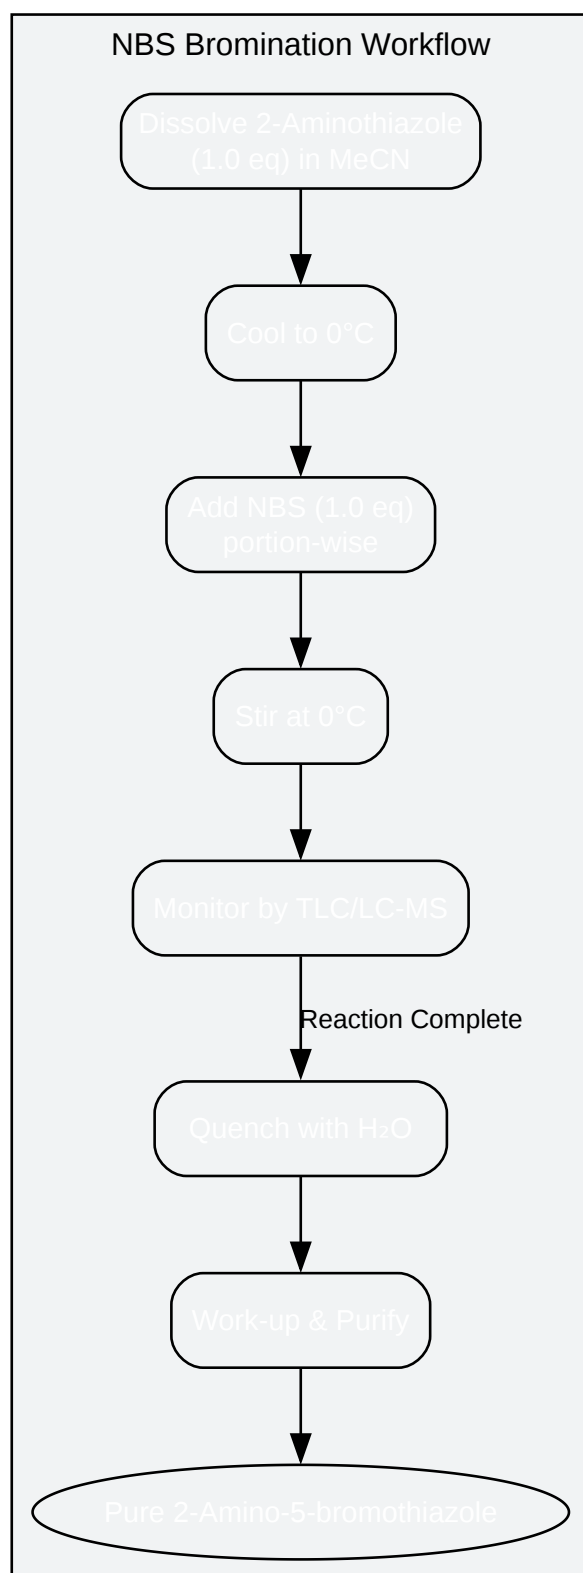 NBS Bromination Workflow
Dissolve 2-Aminothiazole
(1.0 eq) in MeCN
Cool to 0°C
Add NBS (1.0 eq)
portion-wise
Stir at 0°C
Monitor by TLC/LC-MS
Reaction Complete
Quench with H₂O
Work-up & Purify
Pure 2-Amino-5-bromothiazole